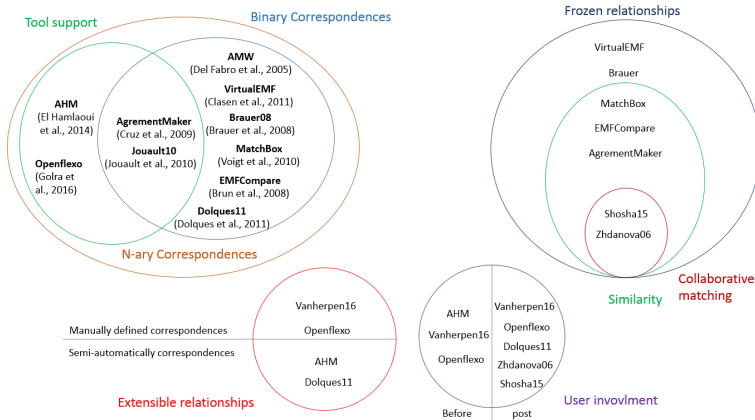 Tool support
Binary Correspondences
AHM
(El Hamlaoui
et al., 2014)
Openflexo
(Golra et
al., 2016)
AgrementMaker
(Cruz et al., 2009)
Jouault10
(Jouault et al., 2010)
AMW
(Del Fabro et al., 2005)
VirtualEMF
(Clasen et al., 2011)
Brauer08
(Brauer et al., 2008)
MatchBox
(Voigt et al., 2010)
EMFCompare
(Brun et al., 2008)
Dolques11
(Dolques et al., 2011)
N-ary Correspondences
Frozen relationships
VirtualEMF
Brauer
MatchBox
EMFCompare
AgrementMaker
Shosha15
Zhdanova06
Collaborative
matching
Similarity
Manually defined correspondences
Semi-automatically correspondences
Vanherpen16
Openflexo
AHM
Dolques11
Extensible relationships
AHM
Vanherpen16
Openflexo
Vanherpen16
Openflexo
Dolques11
Zhdanova06
Shosha15
User invovlment
Before
post